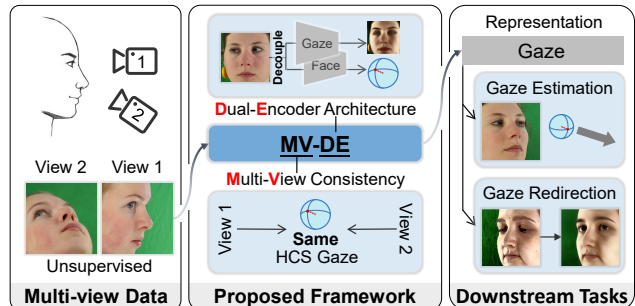 1
2
View 2 View 1
Unsupervised
Multi-view Data
Decouple
Gaze
Face
Dual-Encoder Architecture
MV-DE
Multi-View Consistency
View 1
Same
HCS Gaze
View 2
Proposed Framework
Representation
Gaze
Gaze Estimation
Gaze Redirection
Downstream Tasks